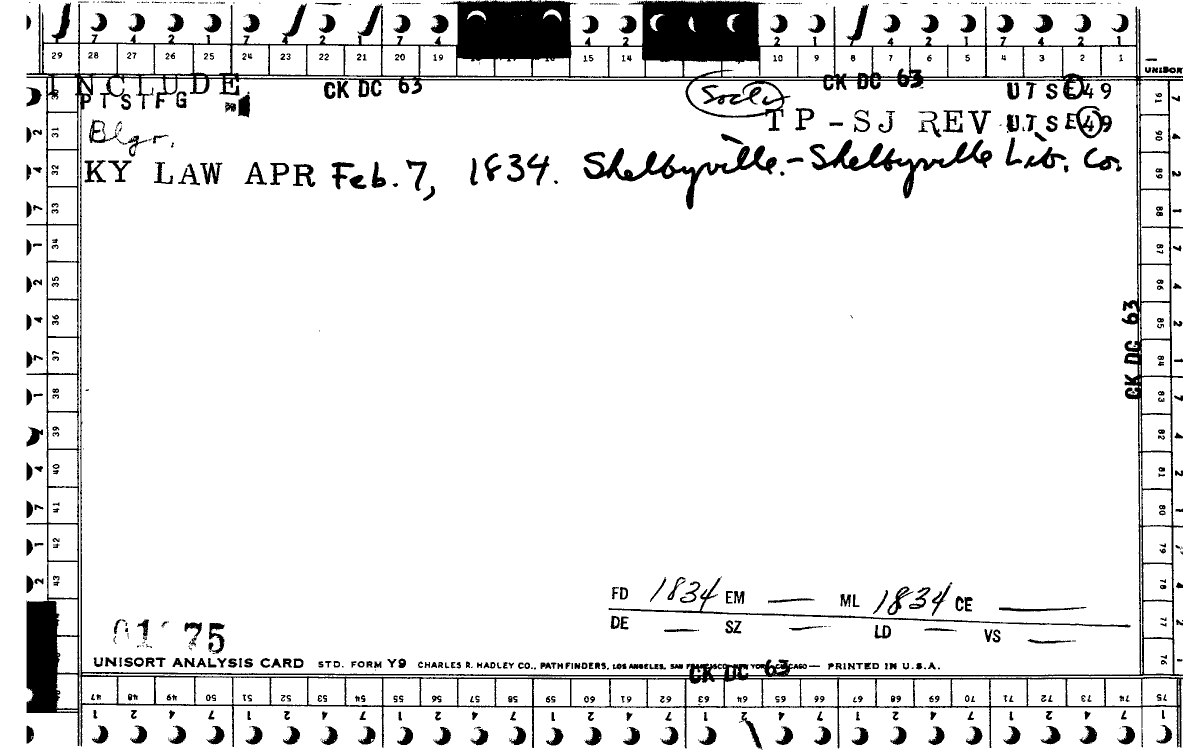 7 4 2 1 7 4 2 1 7 4 4 2 2 1 7 4 2 1 7 4 2 1
29 28 27 26 25 24 23 22 21 20 19 18 15 14 13 10 9 8 7 6 5 4 3 2 1
UNISORT
INCLUDE CK DC 63 Socly CK DC 63 UTSE49
PTSTFG
TP-SJ REV UTSE49
Blgr.
KY LAW APR Feb. 7, 1834. Shelbyville.-Shelbyville Lib. Co.
31
32
33
34
35
36
37
38
39
40
41
42
43
91
90
89
88
87
86
85
84
83
82
81
80
79
78
77
76
CK DC 63
FD 1834 EM — ML 1834 CE —
DE — SZ — LD — VS —
01 75
UNISORT ANALYSIS CARD STD. FORM Y9 CHARLES R. HADLEY CO., PATHFINDERS, LOS ANGELES, SAN FRANCISCO, NEW YORK, CHICAGO — PRINTED IN U.S.A.
CK DC 63
47 48 49 50 51 52 53 54 55 56 57 58 59 60 61 62 63 64 65 66 67 68 69 70 71 72 73 74 75
1 2 4 7 1 2 4 7 1 2 4 7 1 2 4 7 1 2 4 7 1 2 4 7 1 2 4 7 1